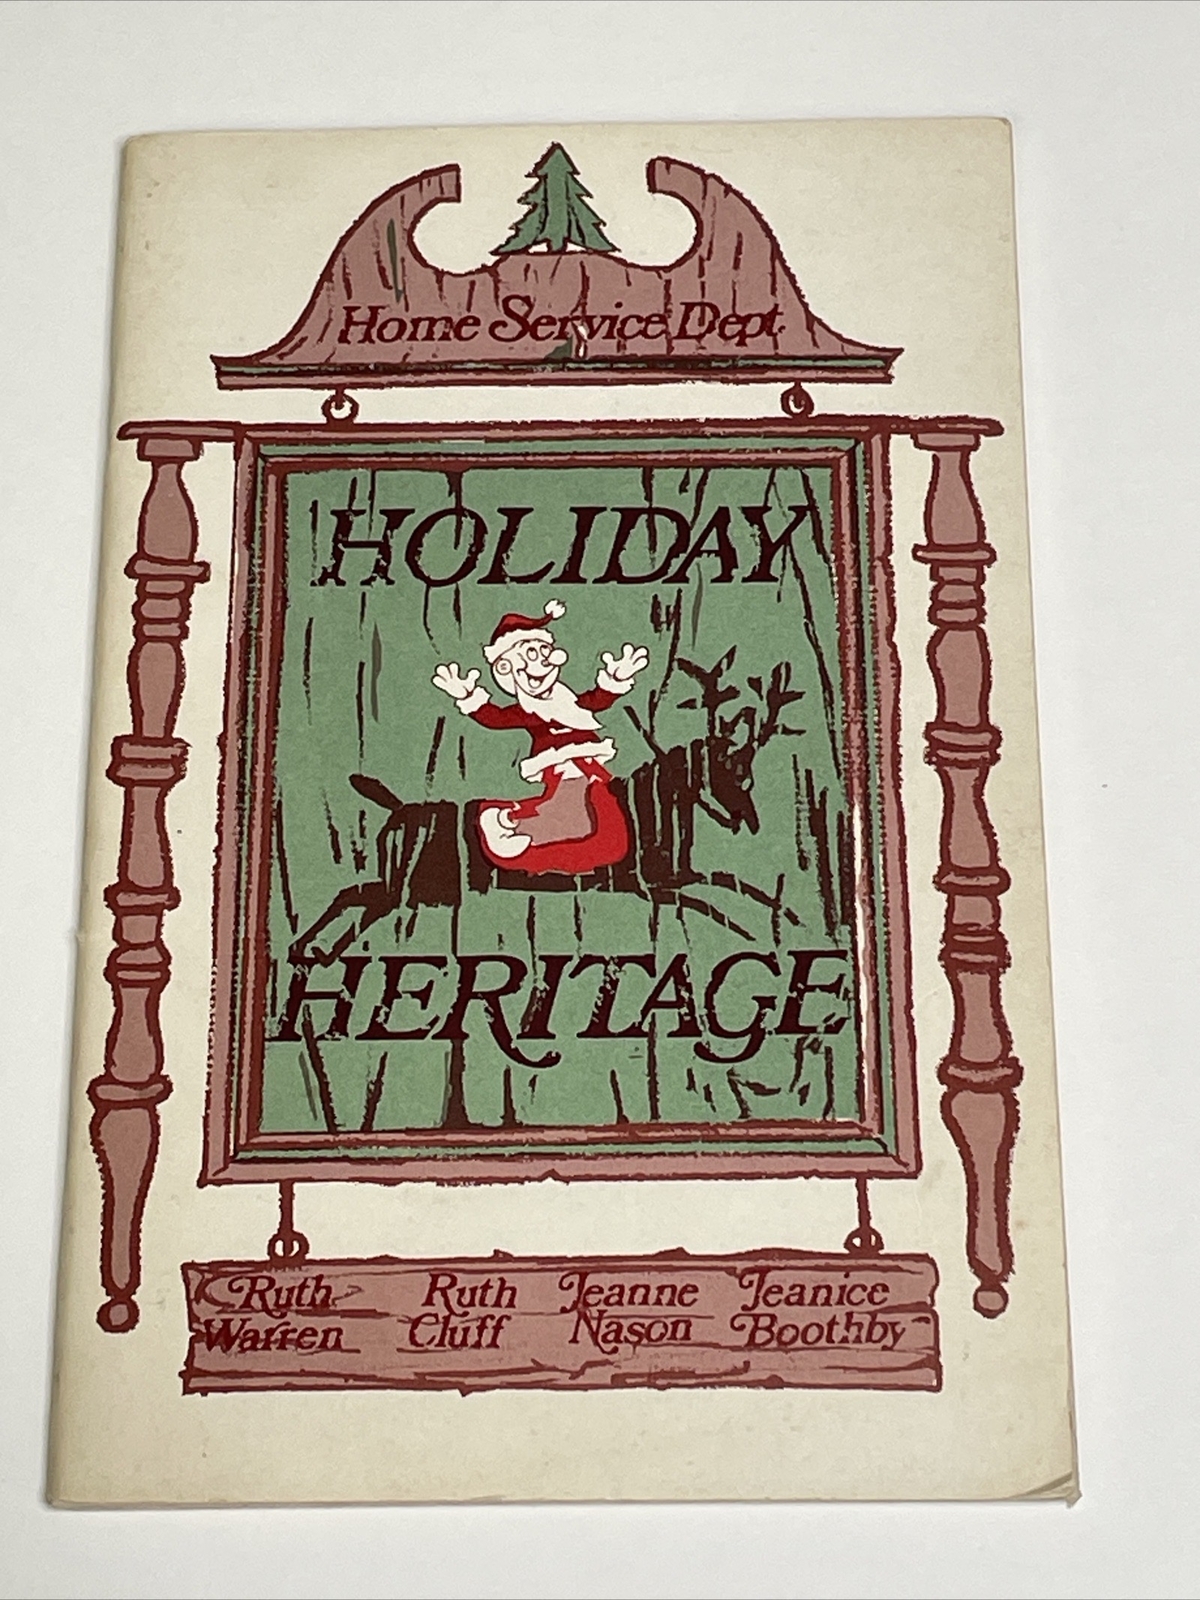 Home Service Dept.
HOLIDAY
HERITAGE
Ruth Warren
Ruth Cluff
Jeanne Nason
Jeanice Boothby